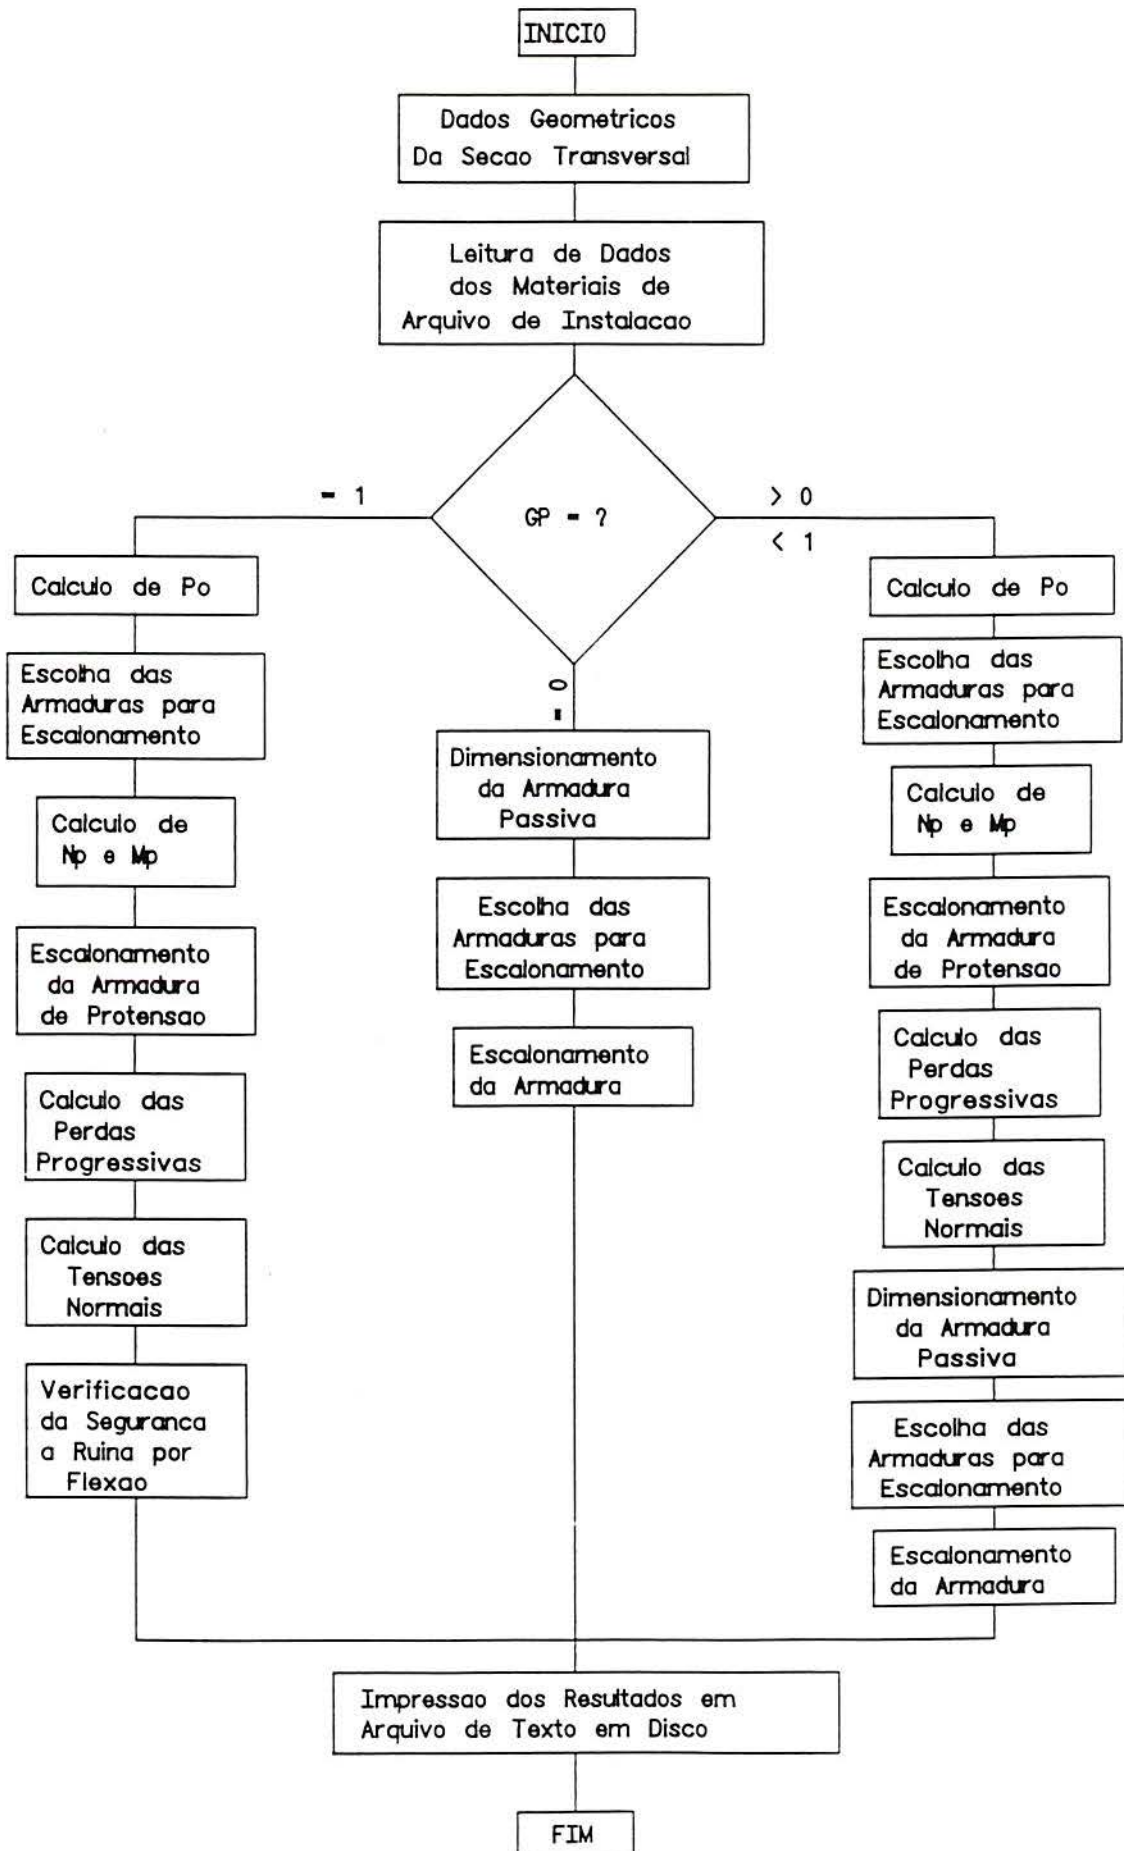 INICIO
Dados Geometricos
Da Secao Transversal
Leitura de Dados
dos Materiais de
Arquivo de Instalacao
GP = ?
= 1
Calculo de Po
Escolha das
Armaduras para
Escalonamento
Calculo de
Np e Mp
Escalonamento
da Armadura
de Protensao
Calculo das
Perdas
Progressivas
Calculo das
Tensoes
Normais
Verificacao
da Seguranca
a Ruina por
Flexao
= 0
Dimensionamento
da Armadura
Passiva
Escolha das
Armaduras para
Escalonamento
Escalonamento
da Armadura
> 0
< 1
Calculo de Po
Escolha das
Armaduras para
Escalonamento
Calculo de
Np e Mp
Escalonamento
da Armadura
de Protensao
Calculo das
Perdas
Progressivas
Calculo das
Tensoes
Normais
Dimensionamento
da Armadura
Passiva
Escolha das
Armaduras para
Escalonamento
Escalonamento
da Armadura
Impressao dos Resultados em
Arquivo de Texto em Disco
FIM